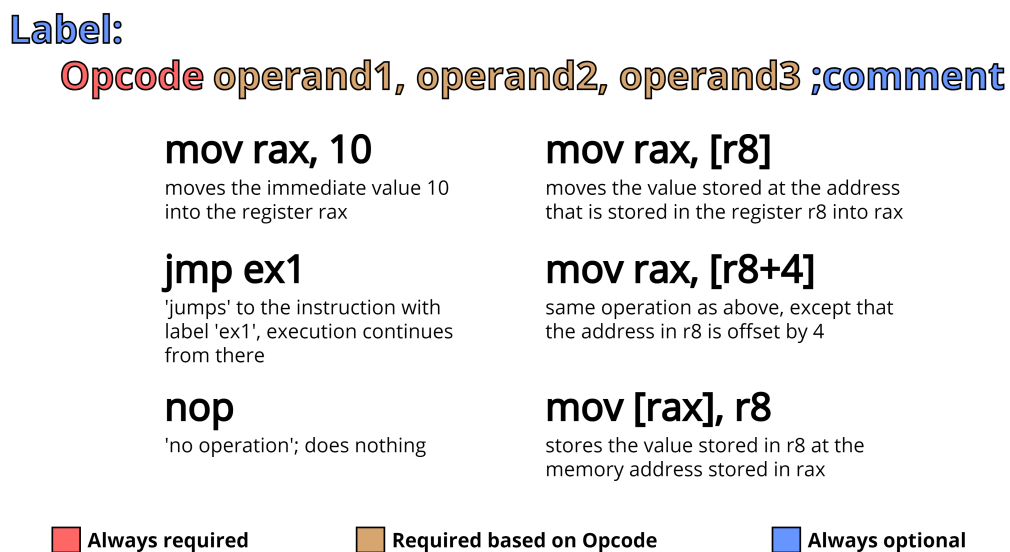 Label:
Opcode operand1, operand2, operand3 ;comment
mov rax, 10
moves the immediate value 10
into the register rax
mov rax, [r8]
moves the value stored at the address
that is stored in the register r8 into rax
jmp ex1
'jumps' to the instruction with
label 'ex1', execution continues
from there
mov rax, [r8+4]
same operation as above, except that
the address in r8 is offset by 4
nop
'no operation'; does nothing
mov [rax], r8
stores the value stored in r8 at the
memory address stored in rax
Always required
Required based on Opcode
Always optional